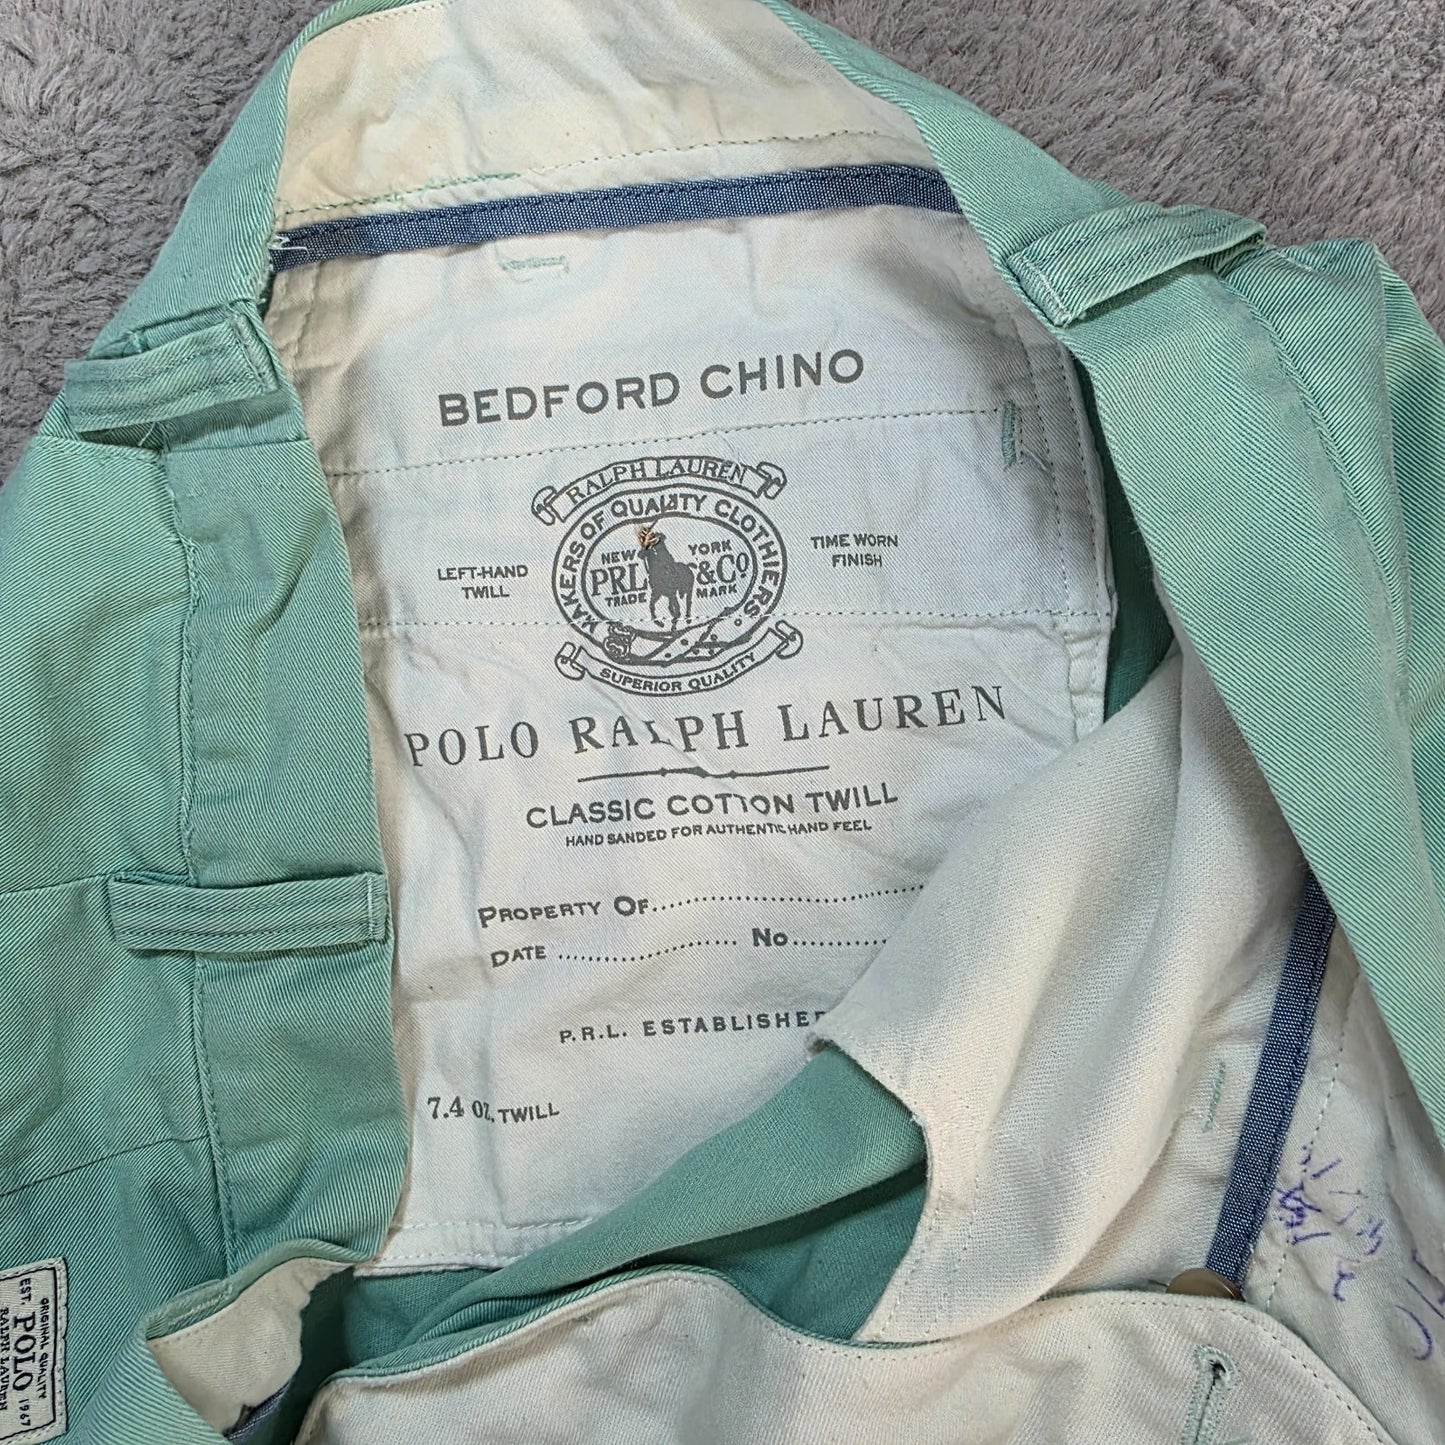 BEDFORD CHINO
RALPH LAUREN
MAKERS OF QUALITY CLOTHIERS
NEW YORK
PRL &Co
TRADE MARK
SUPERIOR QUALITY
LEFT-HAND
TWILL
TIME WORN
FINISH
POLO RALPH LAUREN
CLASSIC COTTON TWILL
HAND SANDED FOR AUTHENTIC HAND FEEL
PROPERTY OF
DATE No
P.R.L. ESTABLISHED
7.4 OZ. TWILL
ORIGINAL QUALITY
EST. POLO 1967
RALPH LAUREN